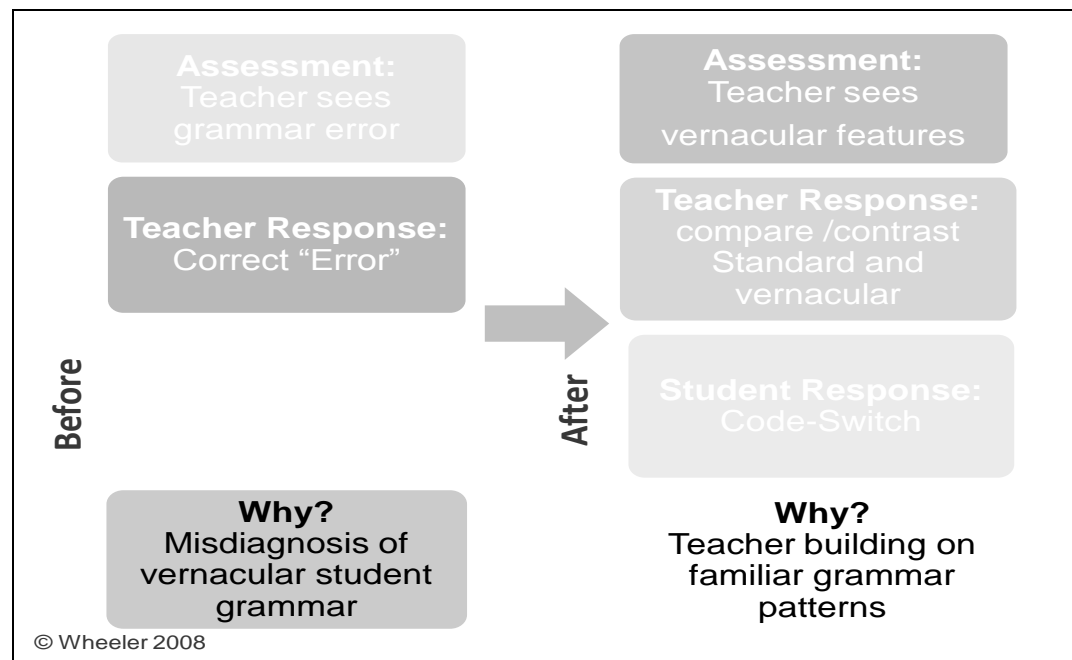 Before
Assessment:
Teacher sees
grammar error
Teacher Response:
Correct “Error”
Why?
Misdiagnosis of
vernacular student
grammar
After
Assessment:
Teacher sees
vernacular features
Teacher Response:
compare /contrast
Standard and
vernacular
Student Response:
Code-Switch
Why?
Teacher building on
familiar grammar
patterns
© Wheeler 2008